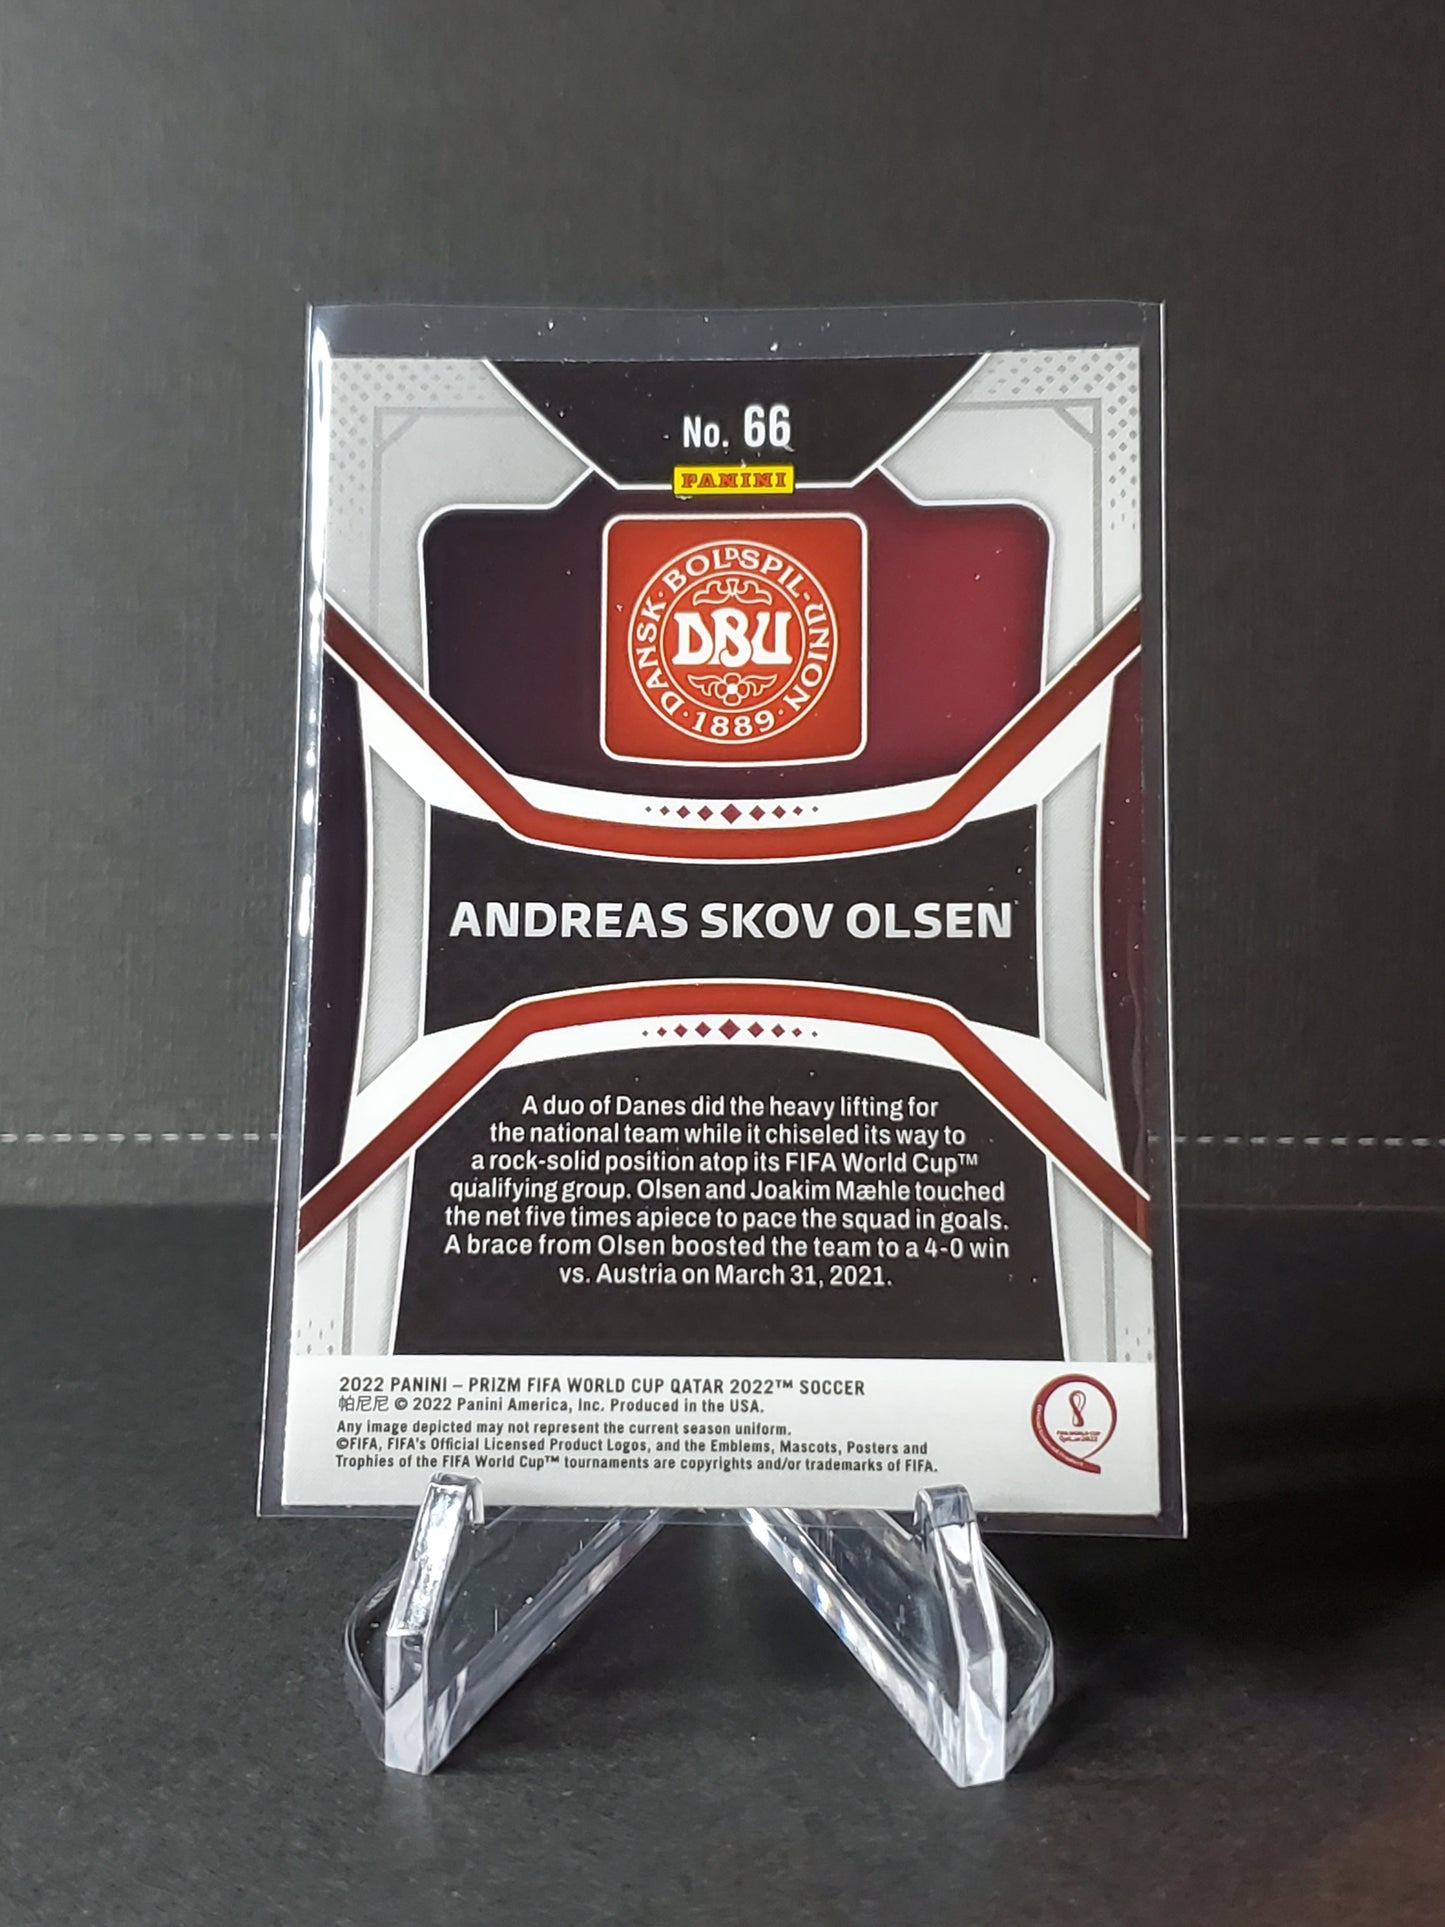 No. 66
PANINI
DANSK · BOLDSPIL-UNION
DBU
· 1889 ·
ANDREAS SKOV OLSEN
A duo of Danes did the heavy lifting for
the national team while it chiseled its way to
a rock-solid position atop its FIFA World Cup™
qualifying group. Olsen and Joakim Mæhle touched
the net five times apiece to pace the squad in goals.
A brace from Olsen boosted the team to a 4-0 win
vs. Austria on March 31, 2021.
2022 PANINI – PRIZM FIFA WORLD CUP QATAR 2022™ SOCCER
帕尼尼 © 2022 Panini America, Inc. Produced in the USA.
Any image depicted may not represent the current season uniform.
©FIFA, FIFA's Official Licensed Product Logos, and the Emblems, Mascots, Posters and
Trophies of the FIFA World Cup™ tournaments are copyrights and/or trademarks of FIFA.
FIFA WORLD CUP
Qatar 2022